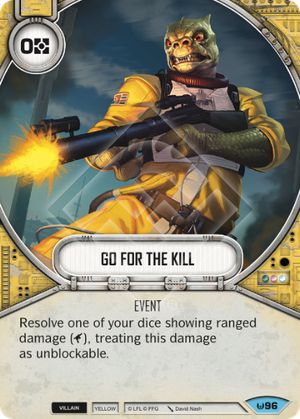 0
GO FOR THE KILL
EVENT
Resolve one of your dice showing ranged
damage ( ), treating this damage
as unblockable.
VILLAIN YELLOW © LFL © FFG David Nash 96